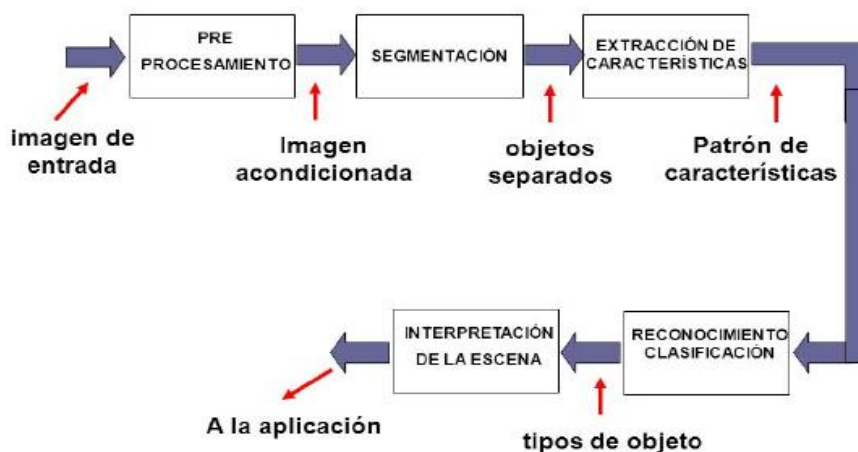 PRE
PROCESAMIENTO
SEGMENTACIÓN
EXTRACCIÓN DE
CARACTERÍSTICAS
imagen de
entrada
Imagen
acondicionada
objetos
separados
Patrón de
características
INTERPRETACIÓN
DE LA ESCENA
RECONOCIMIENTO
CLASIFICACIÓN
A la aplicación
tipos de objeto